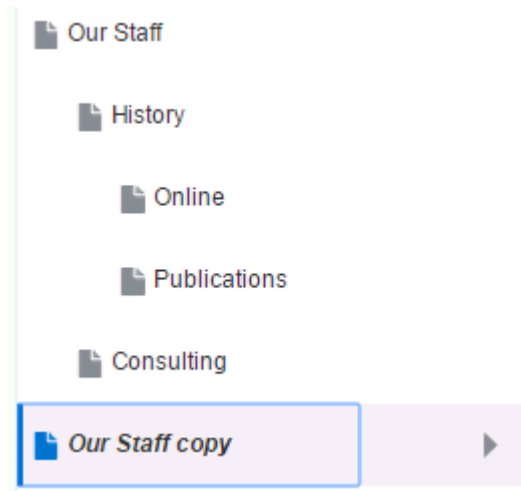 Our Staff
History
Online
Publications
Consulting
Our Staff copy